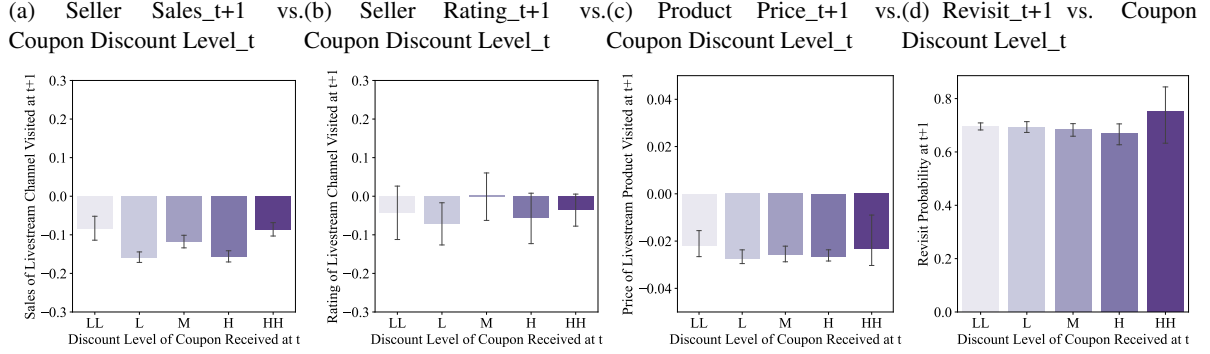 (a) Seller Sales_t+1 vs. Coupon Discount Level_t
(b) Seller Rating_t+1 vs. Coupon Discount Level_t
(c) Product Price_t+1 vs. Coupon Discount Level_t
(d) Revisit_t+1 vs. Coupon Discount Level_t
Sales of Livestream Channel Visited at t+1
0.3
0.2
0.1
0.0
−0.1
−0.2
−0.3
LL L M H HH
Discount Level of Coupon Received at t
Rating of Livestream Channel Visited at t+1
0.3
0.2
0.1
0.0
−0.1
−0.2
−0.3
LL L M H HH
Discount Level of Coupon Received at t
Price of Livestream Product Visited at t+1
0.04
0.02
0.00
−0.02
−0.04
LL L M H HH
Discount Level of Coupon Received at t
Revisit Probability at t+1
0.8
0.6
0.4
0.2
0.0
LL L M H HH
Discount Level of Coupon Received at t